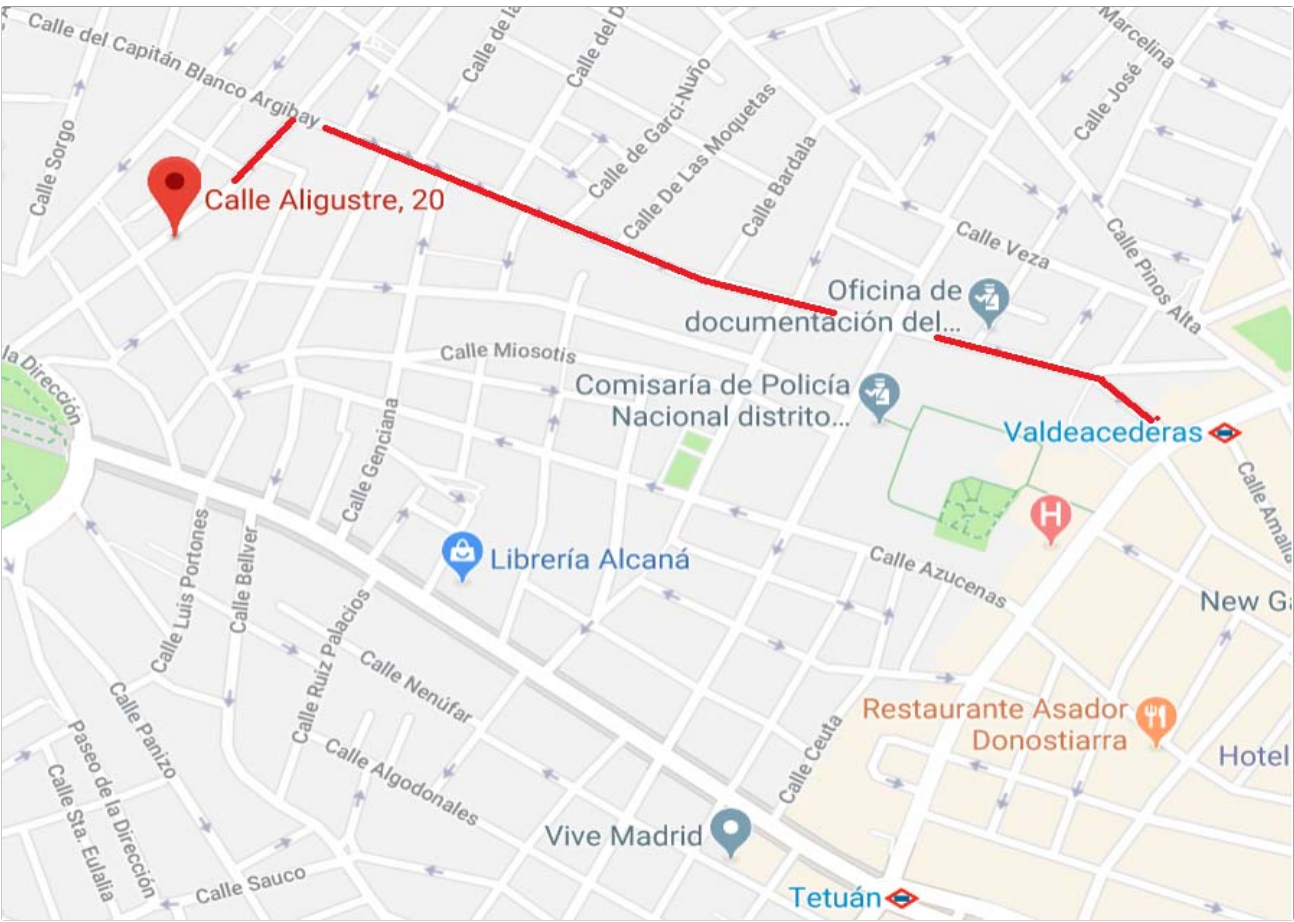 Calle del Capitán Blanco Argibay
Calle de la
Calle del D
Marcelina
Calle José
Calle de Garci-Nuño
Calle De Las Moquetas
Calle Bardala
Calle Sorgo
Calle Aligustre, 20
Calle Veza
Calle Pinos Alta
Oficina de
documentación del...
la Dirección
Calle Miosotis
Comisaría de Policía
Nacional distrito...
Valdeacederas
Calle Genciana
Calle Amalia
H
Librería Alcaná
Calle Azucenas
New Ga
Calle Luis Portones
Calle Bellver
Calle Ruiz Palacios
Calle Nenúfar
Restaurante Asador
Donostiarra
Hotel
Calle Panizo
Paseo de la Dirección
Calle Sta. Eulalia
Calle Algodonales
Calle Ceuta
Vive Madrid
Calle Sauco
Tetuán